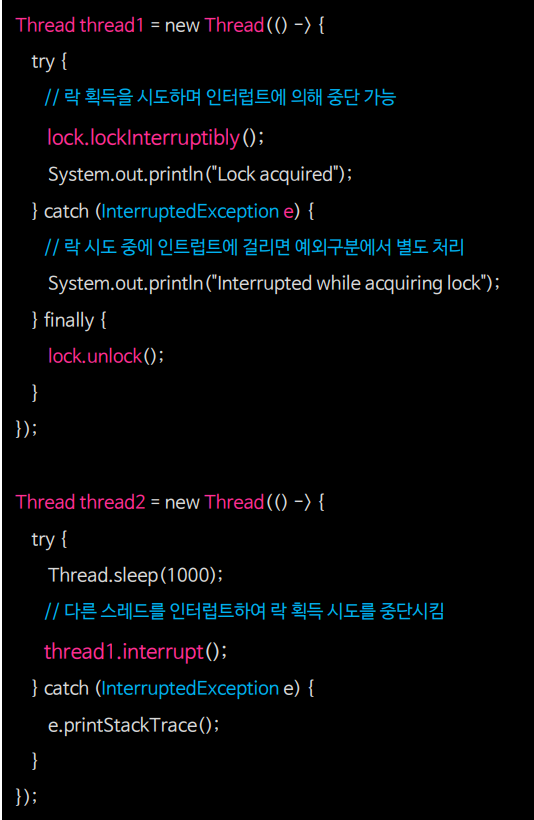 Thread thread1 = new Thread(() -> {
try {
// 락 획득을 시도하며 인터럽트에 의해 중단 가능
lock.lockInterruptibly();
System.out.println("Lock acquired");
} catch (InterruptedException e) {
// 락 시도 중에 인트럽트에 걸리면 예외구분에서 별도 처리
System.out.println("Interrupted while acquiring lock");
} finally {
lock.unlock();
}
});
Thread thread2 = new Thread(() -> {
try {
Thread.sleep(1000);
// 다른 스레드를 인터럽트하여 락 획득 시도를 중단시킴
thread1.interrupt();
} catch (InterruptedException e) {
e.printStackTrace();
}
});